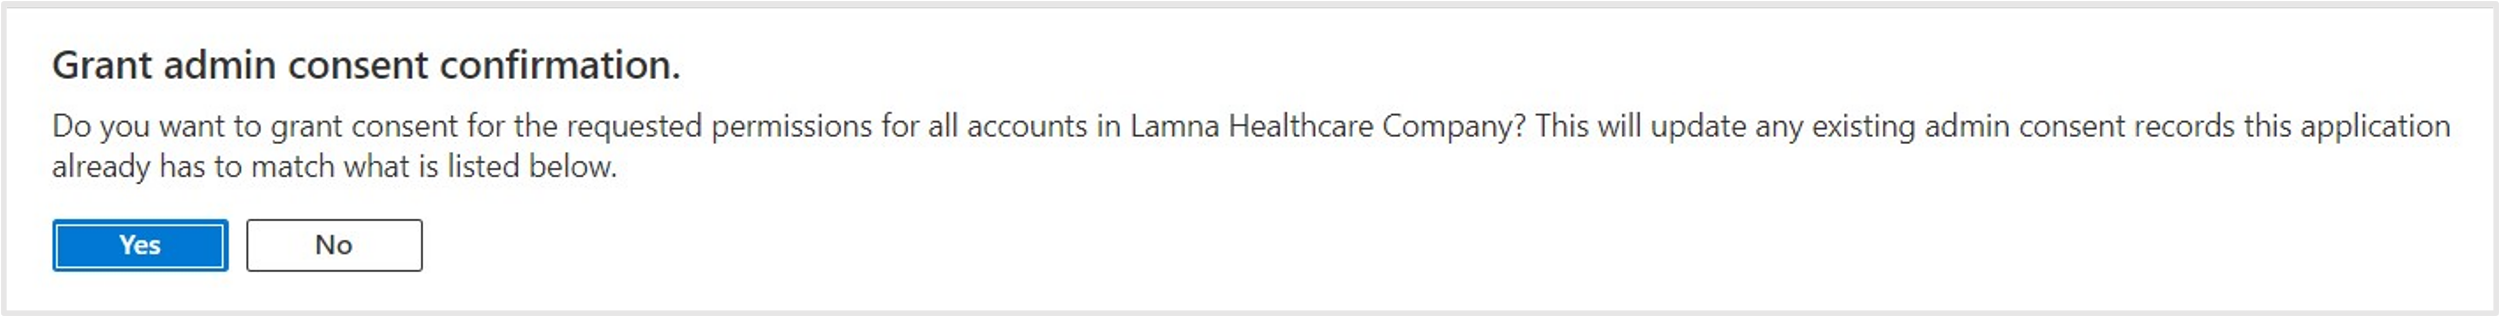 Grant admin consent confirmation.
Do you want to grant consent for the requested permissions for all accounts in Lamna Healthcare Company? This will update any existing admin consent records this application
already has to match what is listed below.
Yes
No